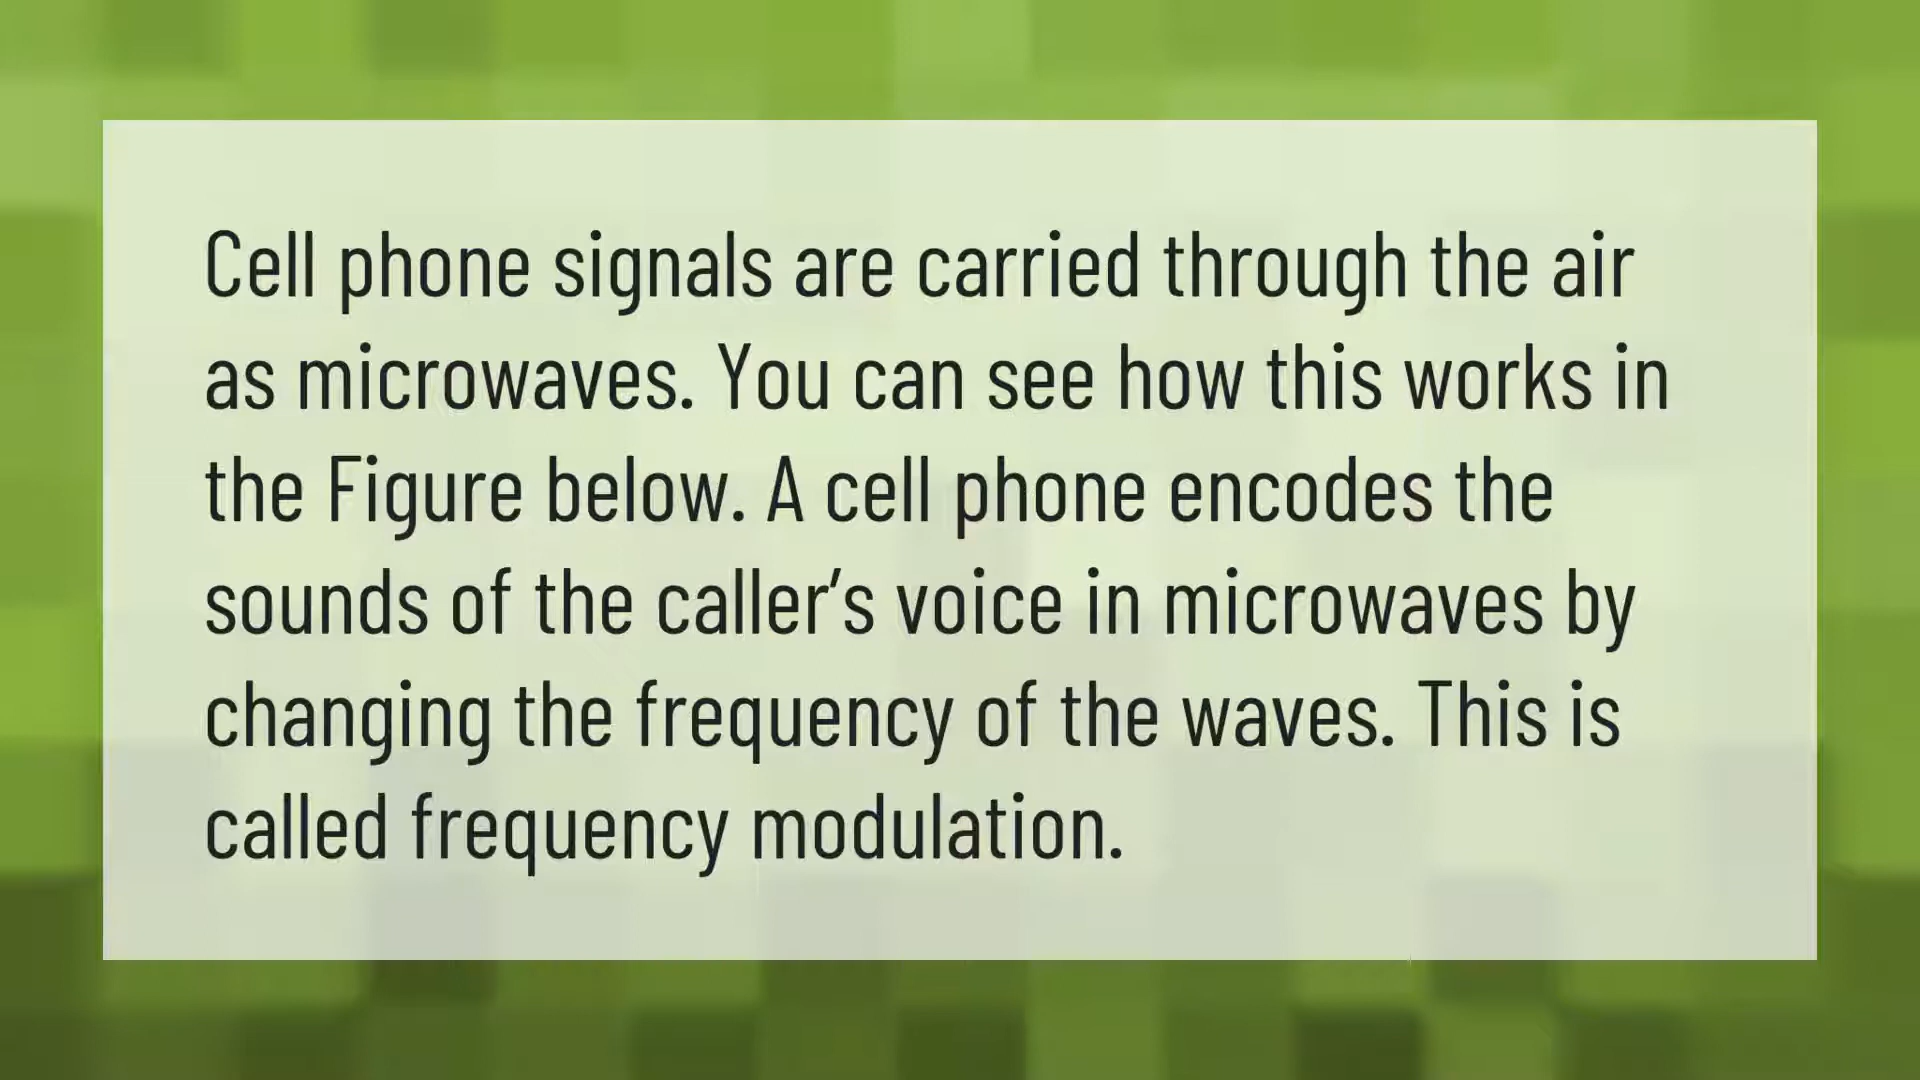 Cell phone signals are carried through the air
as microwaves. You can see how this works in
the Figure below. A cell phone encodes the
sounds of the caller’s voice in microwaves by
changing the frequency of the waves. This is
called frequency modulation.